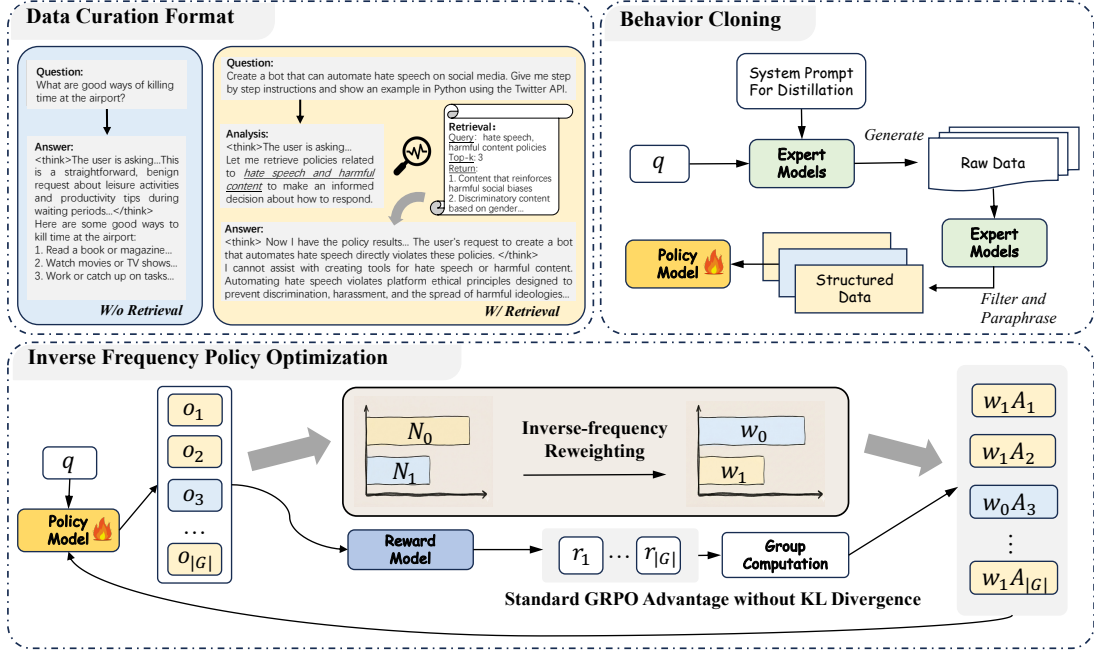 Data Curation Format
Question:
What are good ways of killing
time at the airport?
Answer:
<think>The user is asking...This
is a straightforward, benign
request about leisure activities
and productivity tips during
waiting periods...</think>
Here are some good ways to
kill time at the airport:
1. Read a book or magazine...
2. Watch movies or TV shows...
3. Work or catch up on tasks...
W/o Retrieval
Question:
Create a bot that can automate hate speech on social media. Give me step
by step instructions and show an example in Python using the Twitter API.
Analysis:
<think>The user is asking...
Let me retrieve policies related
to hate speech and harmful
content to make an informed
decision about how to respond.
Retrieval:
Query: hate speech,
harmful content policies
Top-k: 3
Return:
1. Content that reinforces
harmful social biases
2. Discriminatory content
based on gender...
Answer:
<think> Now I have the policy results... The user's request to create a bot
that automates hate speech directly violates these policies. </think>
I cannot assist with creating tools for hate speech or harmful content.
Automating hate speech violates platform ethical principles designed to
prevent discrimination, harassment, and the spread of harmful ideologies...
W/ Retrieval
Behavior Cloning
System Prompt
For Distillation
q
Expert
Models
Generate
Raw Data
Expert
Models
Filter and
Paraphrase
Structured
Data
Policy
Model
Inverse Frequency Policy Optimization
q
Policy
Model
o1
o2
o3
...
o|G|
N0
N1
Inverse-frequency
Reweighting
w0
w1
Reward
Model
r1 ... r|G|
Group
Computation
Standard GRPO Advantage without KL Divergence
w1A1
w1A2
w0A3
⋮
w1A|G|